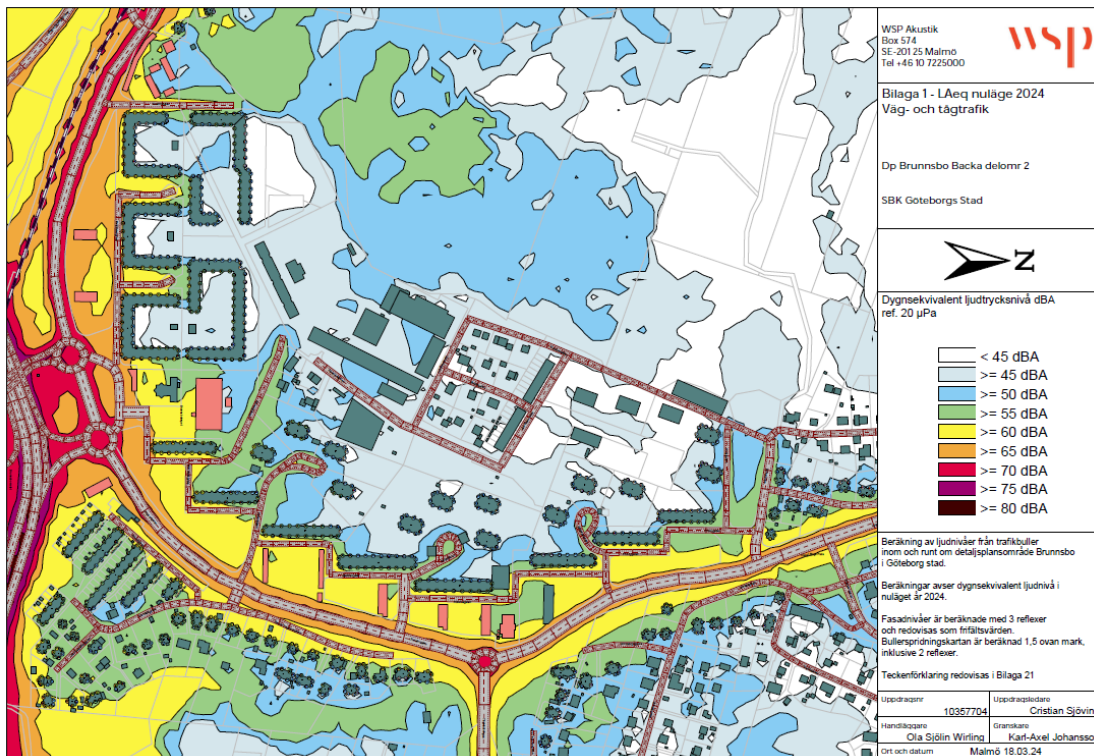 WSP Akustik
Box 574
SE-201 25 Malmö
Tel +46 10 7225000
wsp
Bilaga 1 - LAeq nuläge 2024
Väg- och tågtrafik
Dp Brunnsbo Backa delomr 2
SBK Göteborgs Stad
N
Dygnsekvivalent ljudtrycksnivå dBA
ref. 20 µPa
< 45 dBA
>= 45 dBA
>= 50 dBA
>= 55 dBA
>= 60 dBA
>= 65 dBA
>= 70 dBA
>= 75 dBA
>= 80 dBA
Beräkning av ljudnivåer från trafikbuller
inom och runt om detaljsplansområde Brunnsbo
i Göteborg stad.
Beräkningar avser dygnsekvivalent ljudnivå i
nuläget år 2024.
Fasadnivåer är beräknade med 3 reflexer
och redovisas som frifältsvärden.
Bullerspridningskartan är beräknad 1,5 ovan mark,
inklusive 2 reflexer.
Teckenförklaring redovisas i Bilaga 21
Uppdragsnr
Uppdragsledare
10357704
Cristian Sjövin
Handläggare
Granskare
Ola Sjölin Wirling
Karl-Axel Johansso
Ort och datum
Malmö 18.03.24